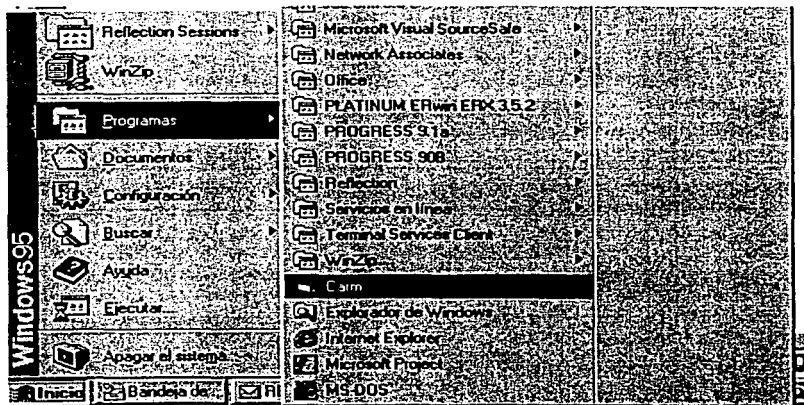 Reflection Sessions
WinZip
Programas
Documentos
Configuración
Buscar
Ayuda
Ejecutar...
Apagar el sistema...
Windows95
Microsoft Visual SourceSafe
Network Associates
Office
PLATINUM ERwin ERX 3.5.2
PROGRESS 9.1a
PROGRESS 90B
Reflection
Servicios en línea
Terminal Services Client
WinZip
Carm
Explorador de Windows
Internet Explorer
Microsoft Project
MS-DOS
Inicio
Bandeja de